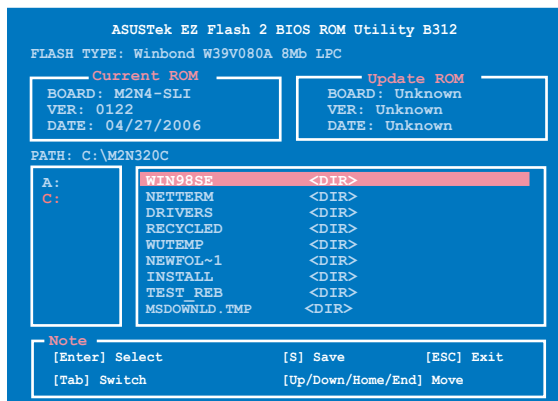 ASUSTek EZ Flash 2 BIOS ROM Utility B312
FLASH TYPE: Winbond W39V080A 8Mb LPC
Current ROM
BOARD: M2N4-SLI
VER: 0122
DATE: 04/27/2006
Update ROM
BOARD: Unknown
VER: Unknown
DATE: Unknown
PATH: C:\M2N320C
A:
C:
WIN98SE <DIR>
NETTERM <DIR>
DRIVERS <DIR>
RECYCLED <DIR>
WUTEMP <DIR>
NEWFOL~1 <DIR>
INSTALL <DIR>
TEST_REB <DIR>
MSDOWNLD.TMP <DIR>
Note
[Enter] Select [S] Save [ESC] Exit
[Tab] Switch [Up/Down/Home/End] Move